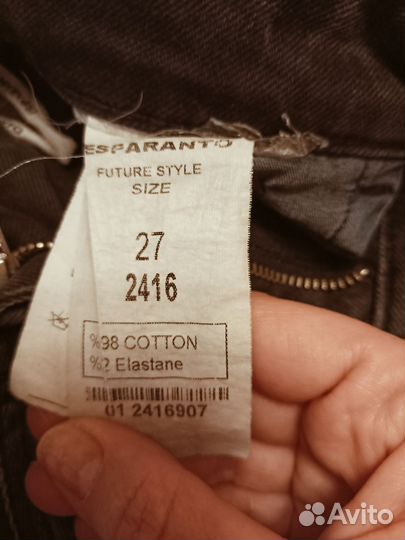 ESPARANTO
FUTURE STYLE
SIZE
27
2416
%98 COTTON
%2 Elastane
01 2416907
Avito